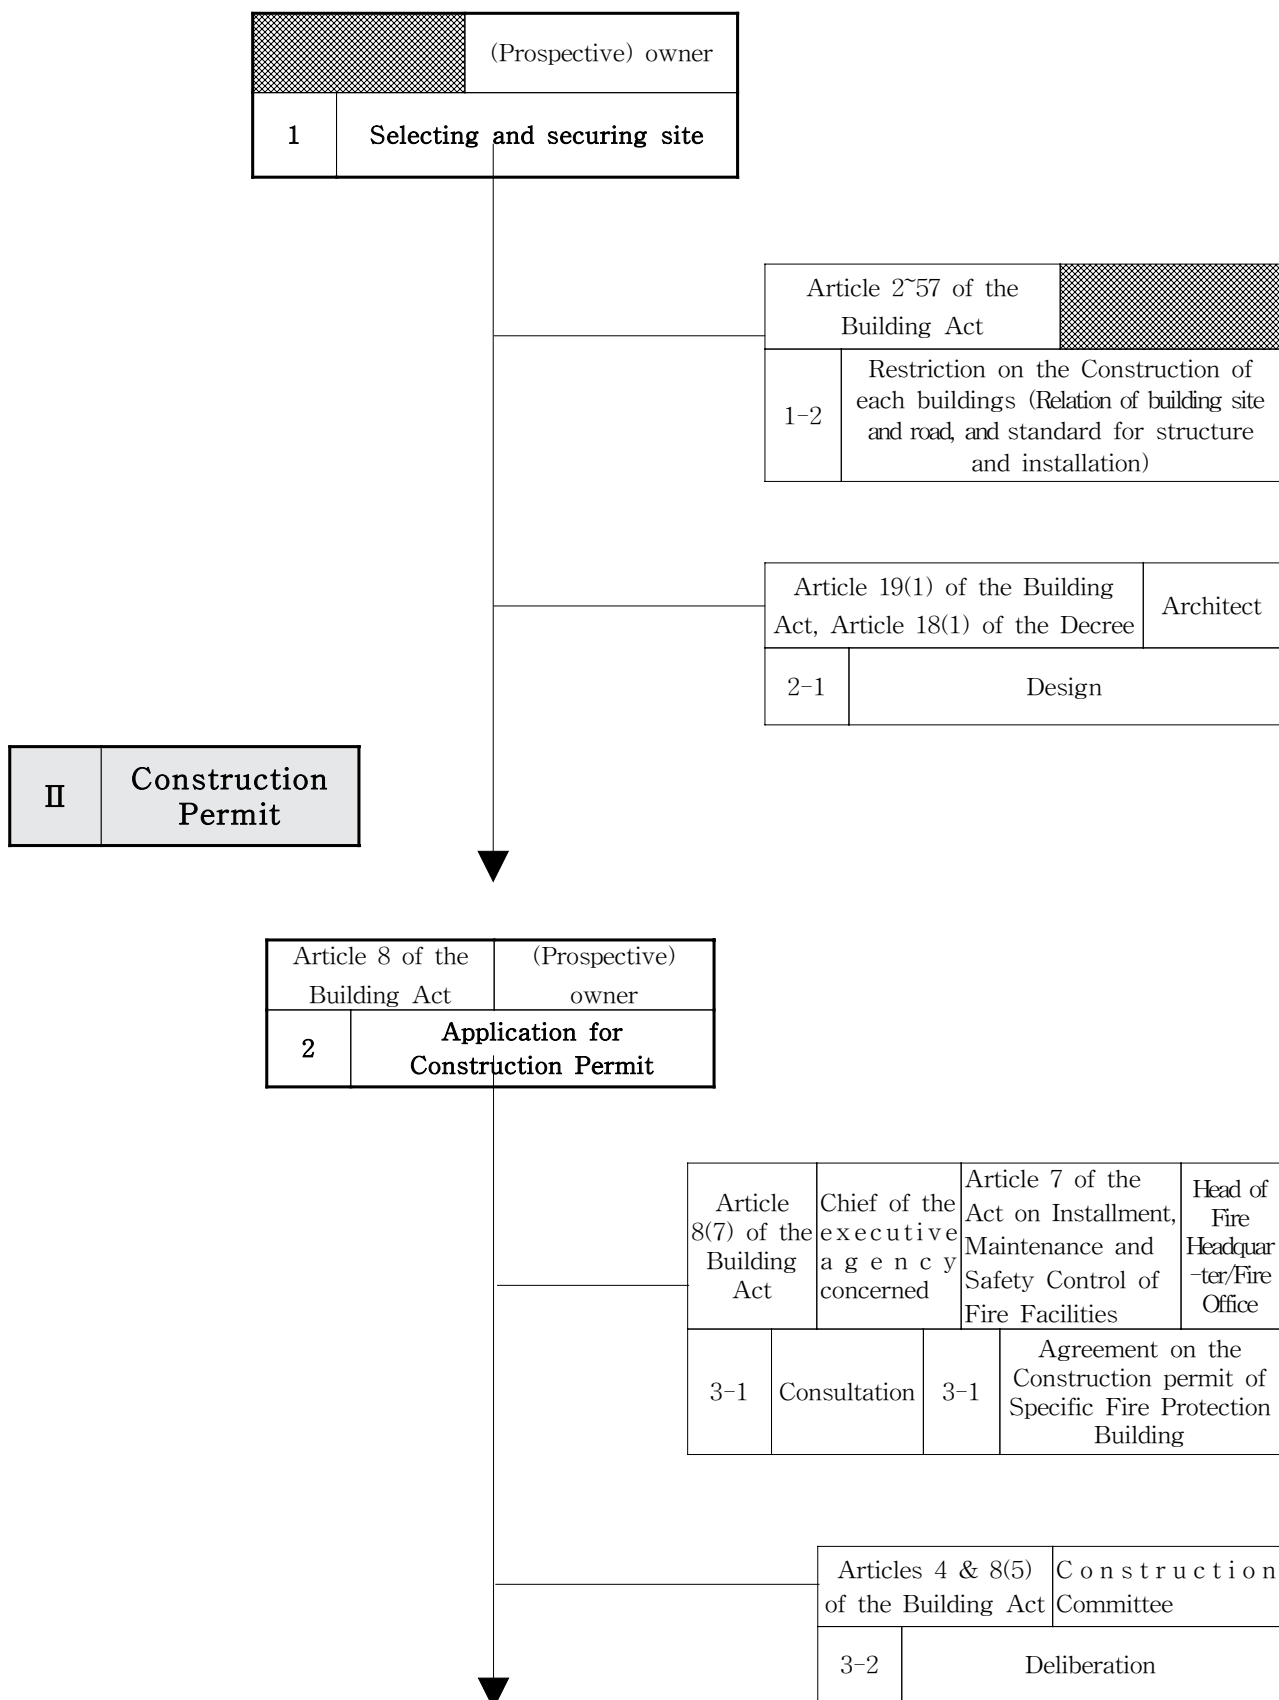 (Prospective) owner
1
Selecting and securing site
Article 2~57 of the
Building Act
1-2
Restriction on the Construction of
each buildings (Relation of building site
and road, and standard for structure
and installation)
Article 19(1) of the Building
Act, Article 18(1) of the Decree
Architect
2-1
Design
Ⅱ
Construction
Permit
Article 8 of the
Building Act
(Prospective)
owner
2
Application for
Construction Permit
Article
8(7) of the
Building
Act
Chief of the
executive
agency
concerned
Article 7 of the
Act on Installment,
Maintenance and
Safety Control of
Fire Facilities
Head of
Fire
Headquar
-ter/Fire
Office
3-1
Consultation
3-1
Agreement on the
Construction permit of
Specific Fire Protection
Building
Articles 4 & 8(5)
of the Building Act
Construction
Committee
3-2
Deliberation